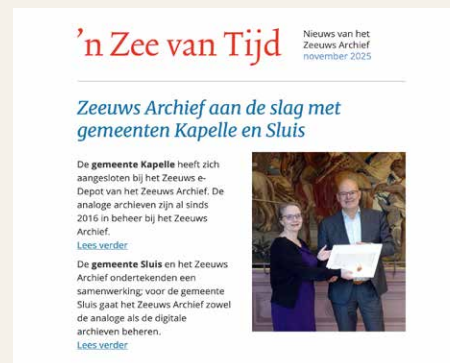 'n Zee van Tijd
Nieuws van het
Zeeuws Archief
november 2025
Zeeuws Archief aan de slag met
gemeenten Kapelle en Sluis
De gemeente Kapelle heeft zich
aangesloten bij het Zeeuws e-
Depot van het Zeeuws Archief. De
analoge archieven zijn al sinds
2016 in beheer bij het Zeeuws
Archief.
Lees verder
De gemeente Sluis en het Zeeuws
Archief ondertekenden een
samenwerking; voor de gemeente
Sluis gaat het Zeeuws Archief zowel
de analoge als de digitale
archieven beheren.
Lees verder